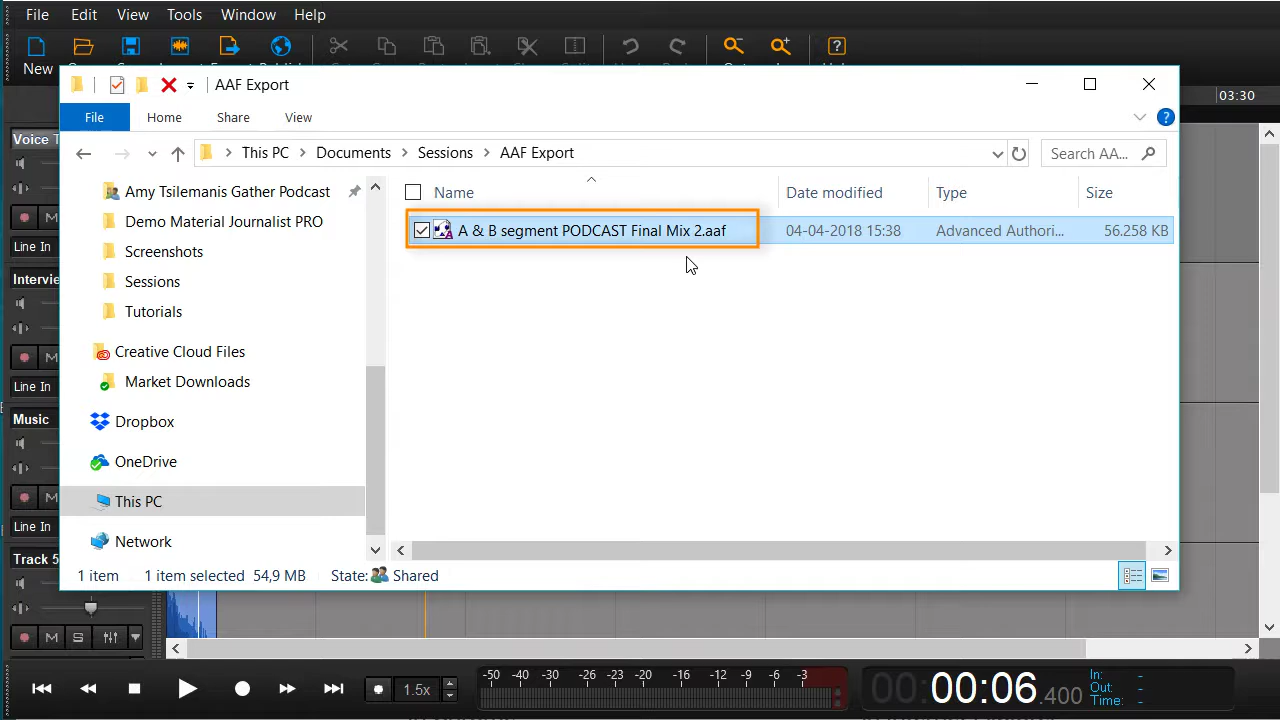 File Edit View Tools Window Help
New
AAF Export
03:30
File Home Share View
This PC Documents Sessions AAF Export
Search AA...
Name Date modified Type Size
A & B segment PODCAST Final Mix 2.aaf 04-04-2018 15:38 Advanced Authori... 56.258 KB
Amy Tsilemanis Gather Podcast
Demo Material Journalist PRO
Screenshots
Sessions
Tutorials
Creative Cloud Files
Market Downloads
Dropbox
OneDrive
This PC
Network
1 item 1 item selected 54,9 MB State: Shared
Voice T
M
Line In
Interview
M
Line In
Music
M
Line In
Track 5
M S
1.5x
-50 -40 -30 -26 -23 -20 -16 -12 -9 -6 -3
00:00:06.400
In: -
Out: -
Time: -